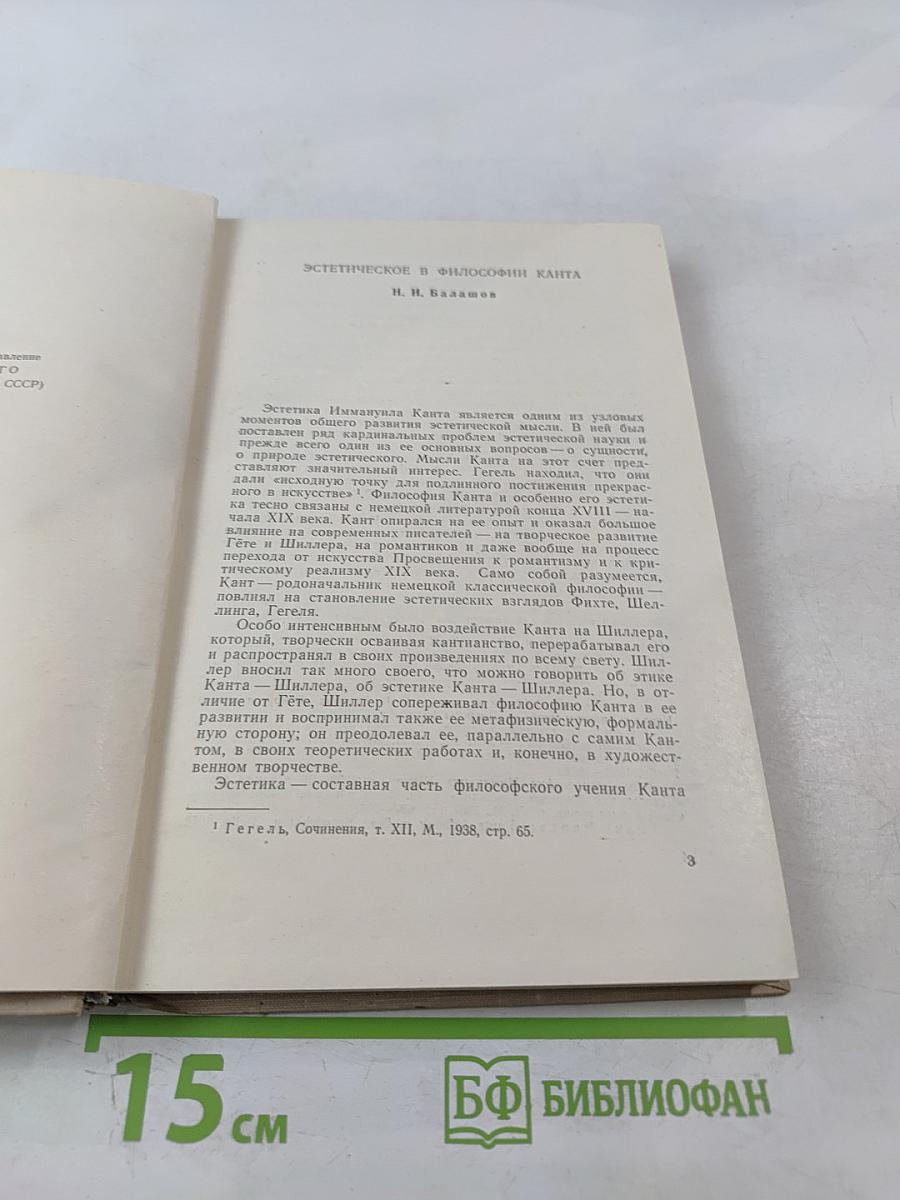 авление
ГО
СССР)
ЭСТЕТИЧЕСКОЕ В ФИЛОСОФИИ КАНТА
Н. И. Балашов
Эстетика Иммануила Канта является одним из узловых
моментов общего развития эстетической мысли. В ней был
поставлен ряд кардинальных проблем эстетической науки и
прежде всего один из ее основных вопросов — о сущности,
о природе эстетического. Мысли Канта на этот счет пред-
ставляют значительный интерес. Гегель находил, что они
дали «исходную точку для подлинного постижения прекрас-
ного в искусстве» ¹. Философия Канта и особенно его эстети-
ка тесно связаны с немецкой литературой конца XVIII — на-
чала XIX века. Кант опирался на ее опыт и оказал большое
влияние на современных писателей — на творческое развитие
Гёте и Шиллера, на романтиков и даже вообще на процесс
перехода от искусства Просвещения к романтизму и к кри-
тическому реализму XIX века. Само собой разумеется,
Кант — родоначальник немецкой классической философии —
повлиял на становление эстетических взглядов Фихте, Шел-
линга, Гегеля.
Особо интенсивным было воздействие Канта на Шиллера,
который, творчески осваивая кантианство, перерабатывал его
и распространял в своих произведениях по всему свету. Шил-
лер вносил так много своего, что можно говорить об этике
Канта — Шиллера, об эстетике Канта — Шиллера. Но, в от-
личие от Гёте, Шиллер сопереживал философию Канта в ее
развитии и воспринимал также ее метафизическую, формаль-
ную сторону; он преодолевал ее, параллельно с самим Кан-
том, в своих теоретических работах и, конечно, в художест-
венном творчестве.
Эстетика — составная часть философского учения Канта
¹ Гегель, Сочинения, т. XII, М., 1938, стр. 65.
3
15 см
БФ БИБЛИОФАН